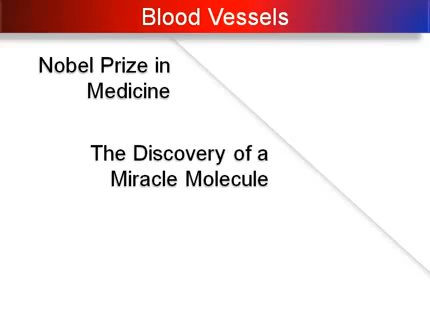 Blood Vessels
Nobel Prize in
Medicine
The Discovery of a
Miracle Molecule